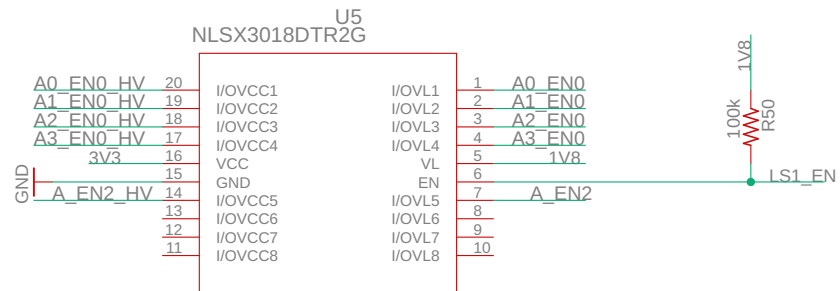 U5
NLSX3018DTR2G
A0_EN0_HV 20 I/OVCC1 I/OVL1 1 A0_EN0
A1_EN0_HV 19 I/OVCC2 I/OVL2 2 A1_EN0
A2_EN0_HV 18 I/OVCC3 I/OVL3 3 A2_EN0
A3_EN0_HV 17 I/OVCC4 I/OVL4 4 A3_EN0
3V3 16 VCC VL 5 1V8
GND 15 GND EN 6 LS1_EN
A_EN2_HV 14 I/OVCC5 I/OVL5 7 A_EN2
13 I/OVCC6 I/OVL6 8
12 I/OVCC7 I/OVL7 9
11 I/OVCC8 I/OVL8 10
1V8
100k
R50